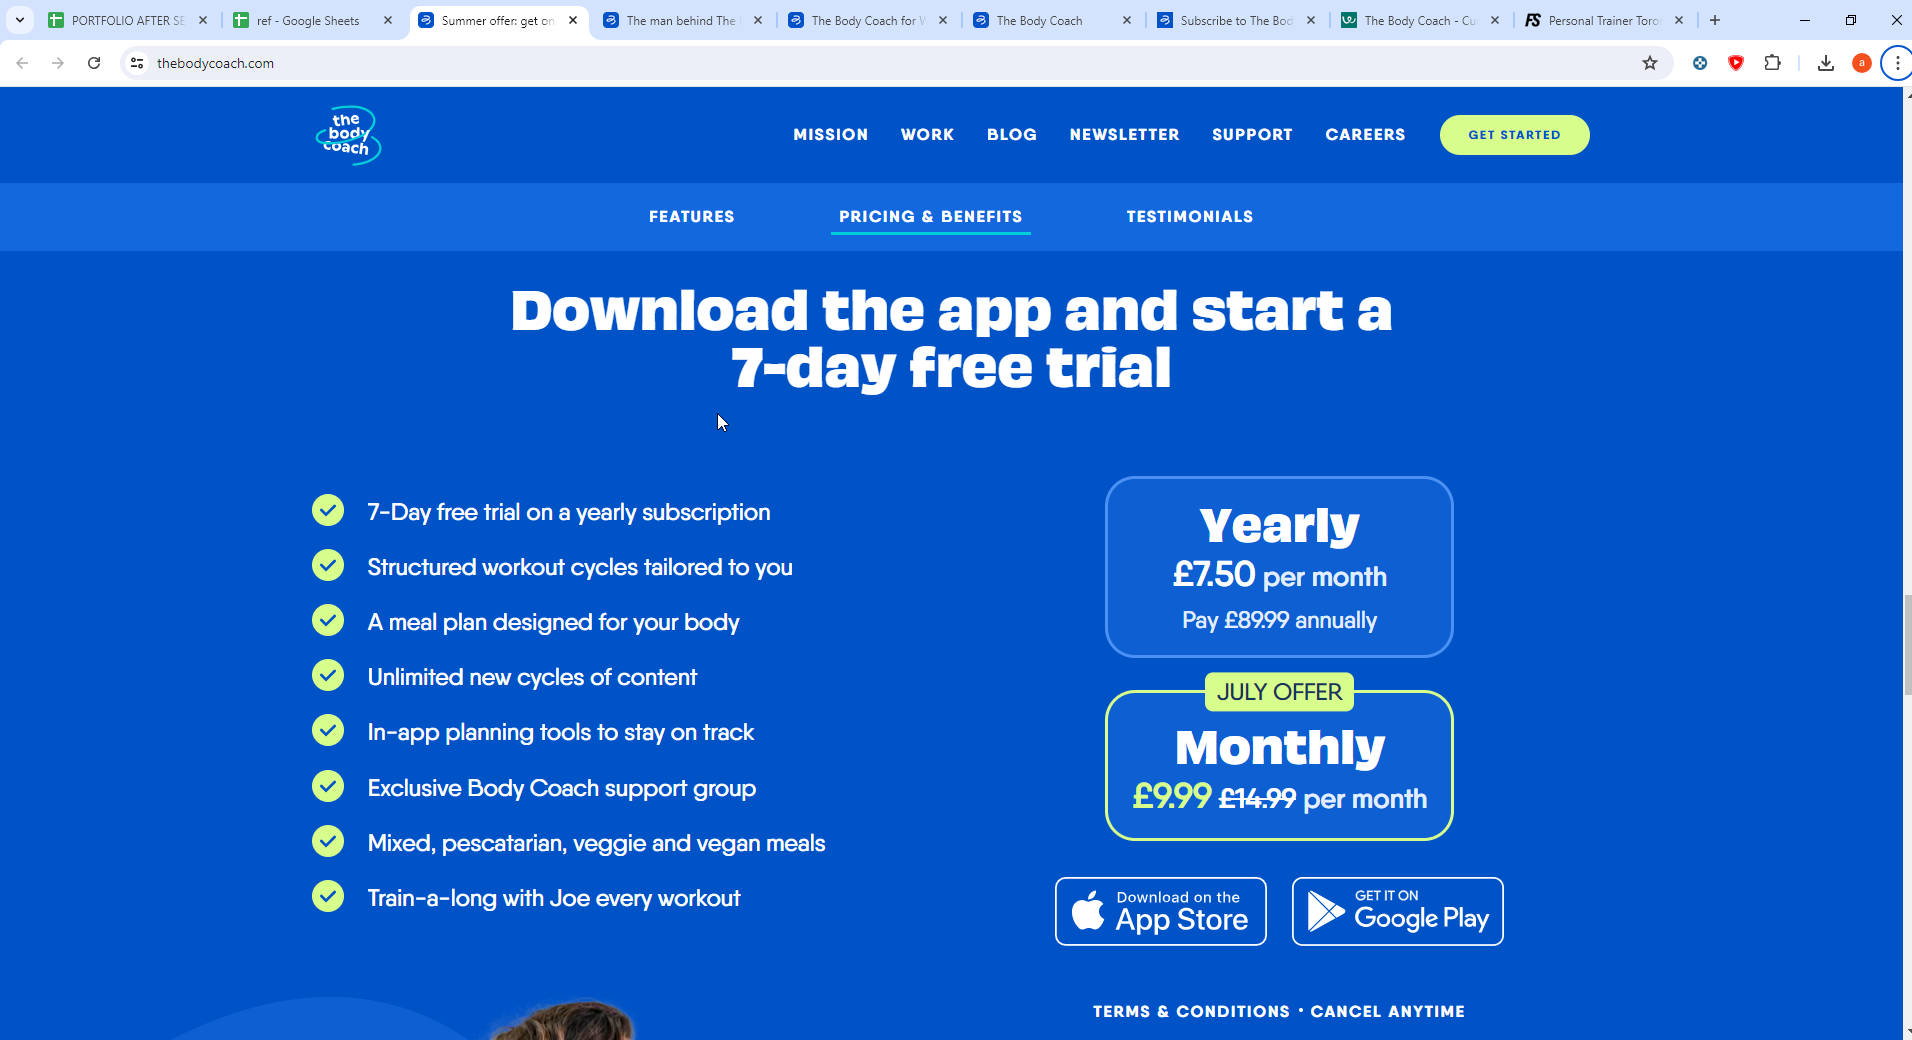 PORTFOLIO AFTER SE
ref - Google Sheets
Summer offer: get on
The man behind The
The Body Coach for
The Body Coach
Subscribe to The Bod
The Body Coach - Cu
FS
Personal Trainer Toro
thebodycoach.com
a
the
body
coach
MISSION
WORK
BLOG
NEWSLETTER
SUPPORT
CAREERS
GET STARTED
FEATURES
PRICING & BENEFITS
TESTIMONIALS
Download the app and start a
7-day free trial
7-Day free trial on a yearly subscription
Structured workout cycles tailored to you
A meal plan designed for your body
Unlimited new cycles of content
In-app planning tools to stay on track
Exclusive Body Coach support group
Mixed, pescatarian, veggie and vegan meals
Train-a-long with Joe every workout
Yearly
£7.50 per month
Pay £89.99 annually
JULY OFFER
Monthly
£9.99 £14.99 per month
Download on the
App Store
GET IT ON
Google Play
TERMS & CONDITIONS • CANCEL ANYTIME